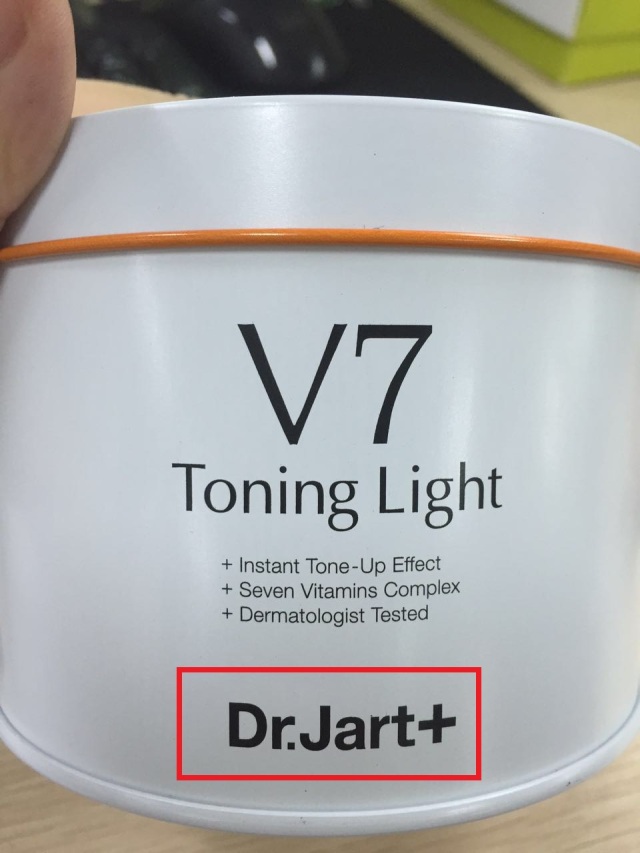 V7
Toning Light
+ Instant Tone-Up Effect
+ Seven Vitamins Complex
+ Dermatologist Tested
Dr.Jart+